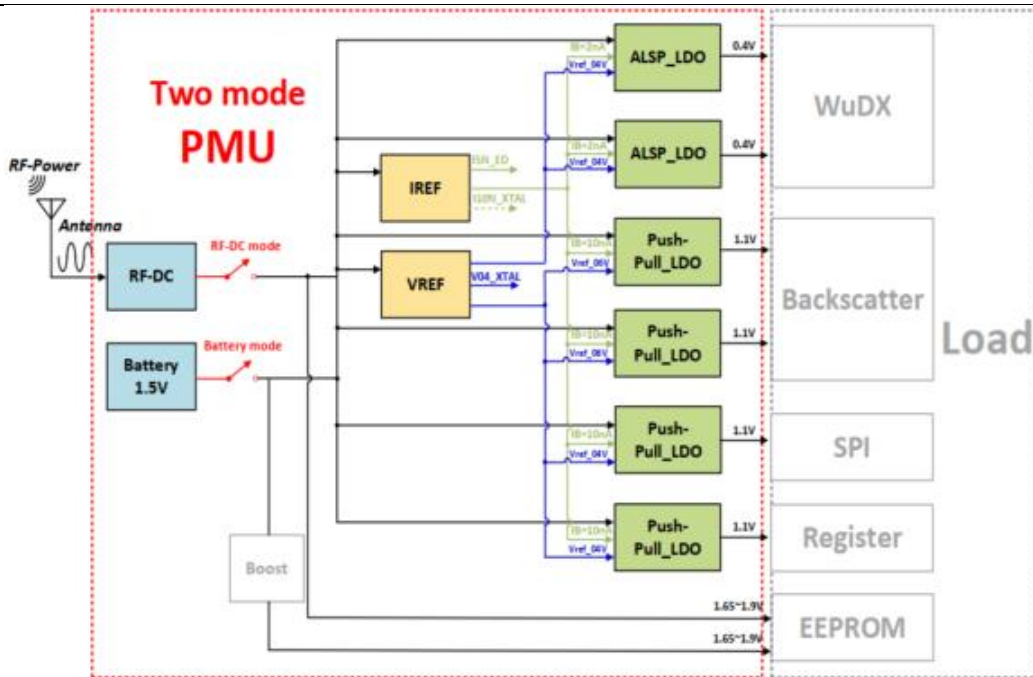 Two mode
PMU
RF-Power
Antenna
RF-DC
RF-DC mode
Battery
1.5V
Battery mode
Boost
IREF
I5N_ED
I10N_XTAL
VREF
V04_XTAL
IB=2nA
Vref_04V
ALSP_LDO
0.4V
IB=2nA
Vref_04V
ALSP_LDO
0.4V
IB=10nA
Vref_06V
Push-
Pull_LDO
1.1V
IB=10nA
Vref_06V
Push-
Pull_LDO
1.1V
IB=10nA
Vref_04V
Push-
Pull_LDO
1.1V
IB=10nA
Vref_04V
Push-
Pull_LDO
1.1V
1.65~1.9V
1.65~1.9V
WuDX
Backscatter
SPI
Register
EEPROM
Load